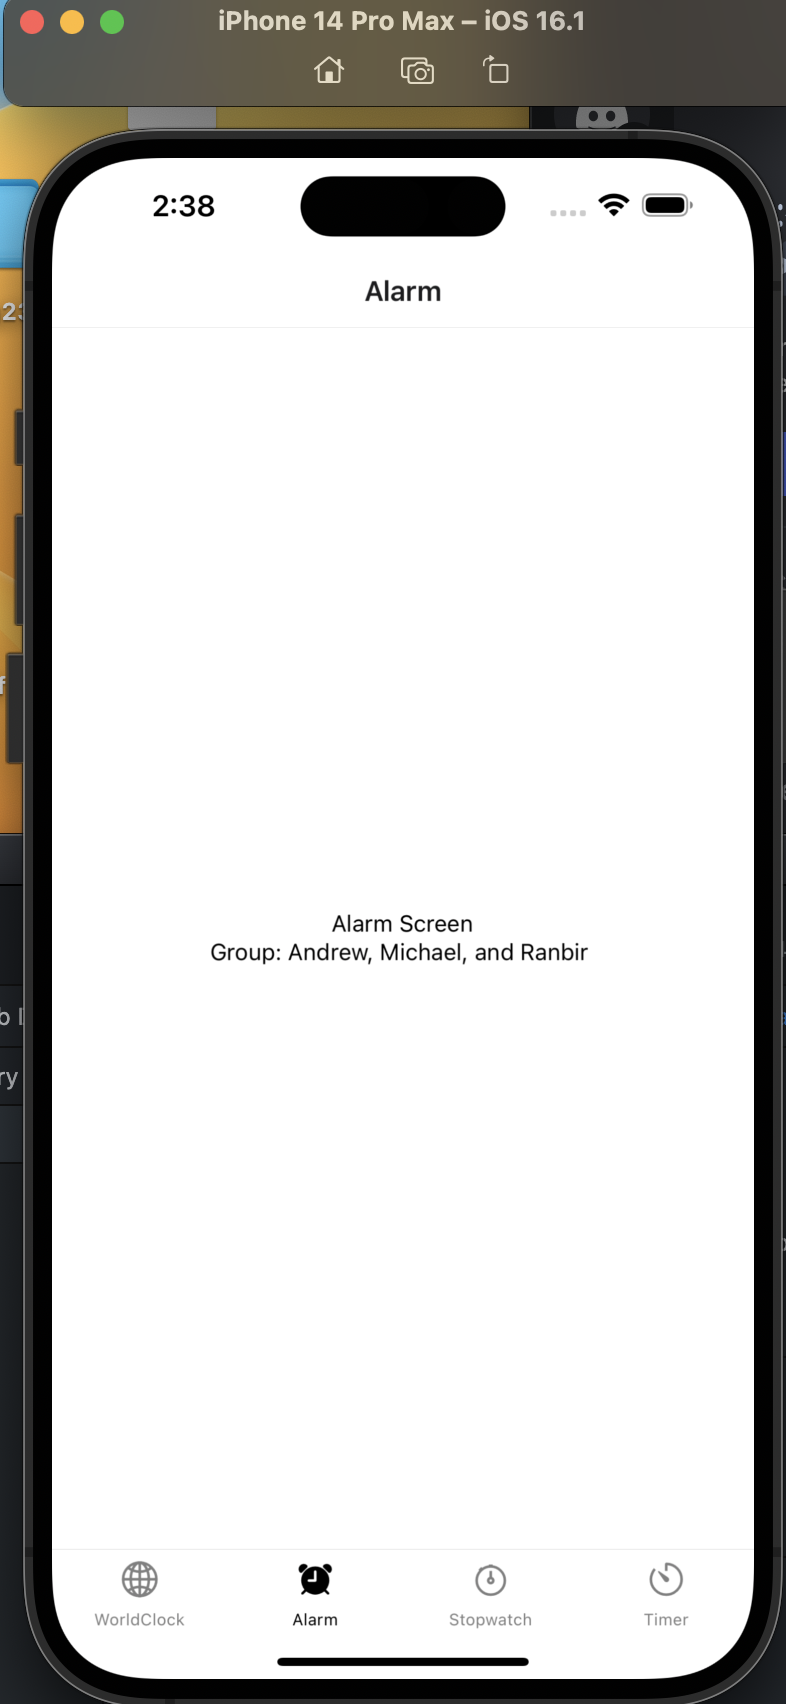 iPhone 14 Pro Max – iOS 16.1
2:38
Alarm
Alarm Screen
Group: Andrew, Michael, and Ranbir
WorldClock
Alarm
Stopwatch
Timer